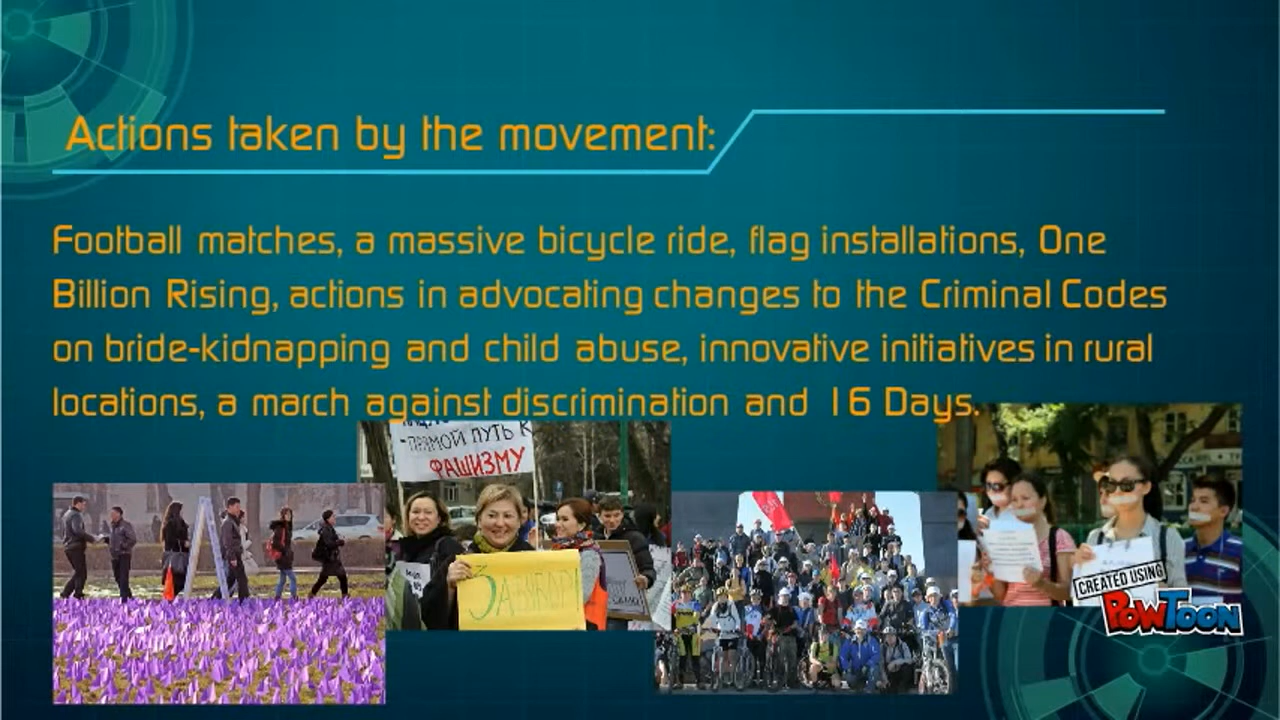 Actions taken by the movement:
Football matches, a massive bicycle ride, flag installations, One
Billion Rising, actions in advocating changes to the Criminal Codes
on bride-kidnapping and child abuse, innovative initiatives in rural
locations, a march against discrimination and 16 Days.
-ПРЯМОЙ ПУТЬ К
ФАШИЗМУ
CREATED USING
POWTOON